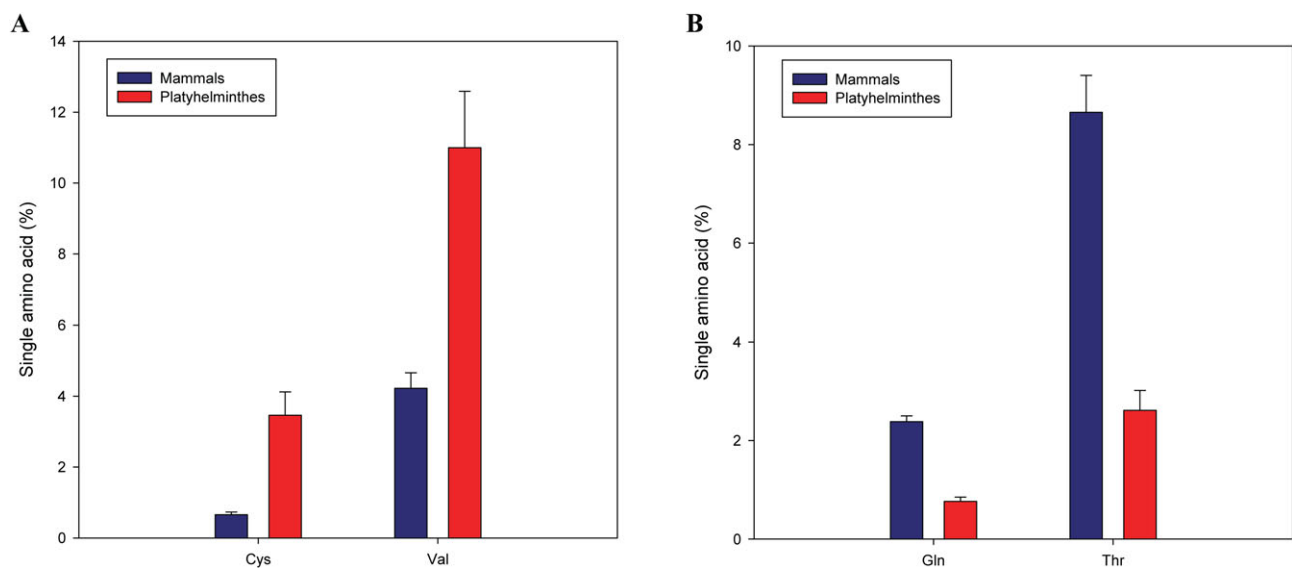 A
Single amino acid (%)
14
12
10
8
6
4
2
0
Mammals
Platyhelminthes
Cys
Val
B
Single amino acid (%)
10
8
6
4
2
0
Mammals
Platyhelminthes
Gln
Thr